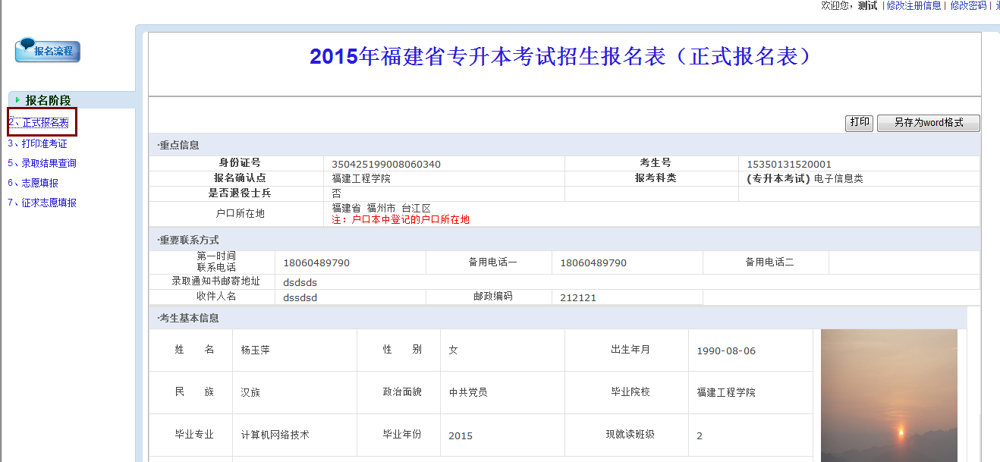 欢迎您，测试 |修改注册信息| 修改密码|
报名流程
2015年福建省专升本考试招生报名表（正式报名表）
报名阶段
2、正式报名表
3、打印准考证
5、录取结果查询
6、志愿填报
7、征求志愿填报
打印 另存为word格式
·重点信息
身份证号 350425199008060340 考生号 15350131520001
报名确认点 福建工程学院 报考科类 (专升本考试) 电子信息类
是否退役士兵 否
户口所在地 福建省 福州市 台江区
注：户口本中登记的户口所在地
·重要联系方式
第一时间
联系电话 18060489790 备用电话一 18060489790 备用电话二
录取通知书邮寄地址 dsdsds
收件人名 dssdsd 邮政编码 212121
·考生基本信息
姓 名 杨玉萍 性 别 女 出生年月 1990-08-06
民 族 汉族 政治面貌 中共党员 毕业院校 福建工程学院
毕业专业 计算机网络技术 毕业年份 2015 现就读班级 2